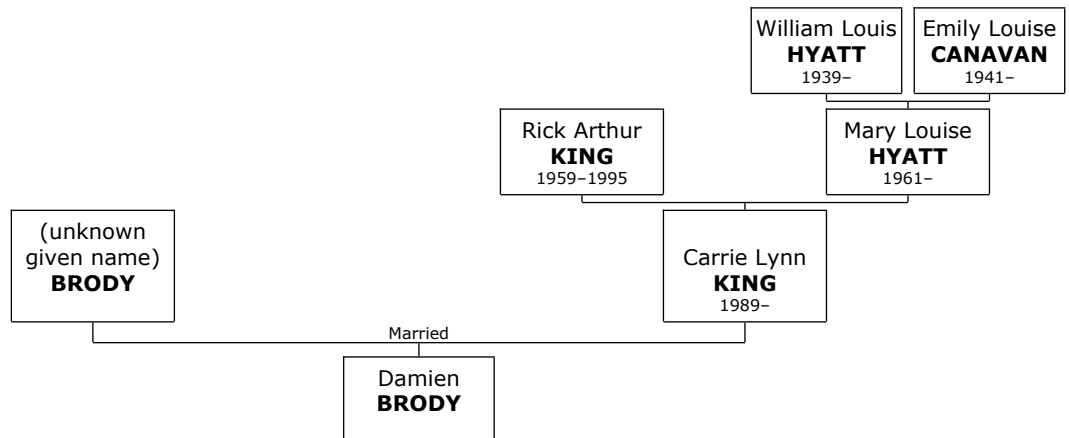 William Louis
HYATT
1939–
Emily Louise
CANAVAN
1941–
Rick Arthur
KING
1959–1995
Mary Louise
HYATT
1961–
(unknown
given name)
BRODY
Carrie Lynn
KING
1989–
Married
Damien
BRODY